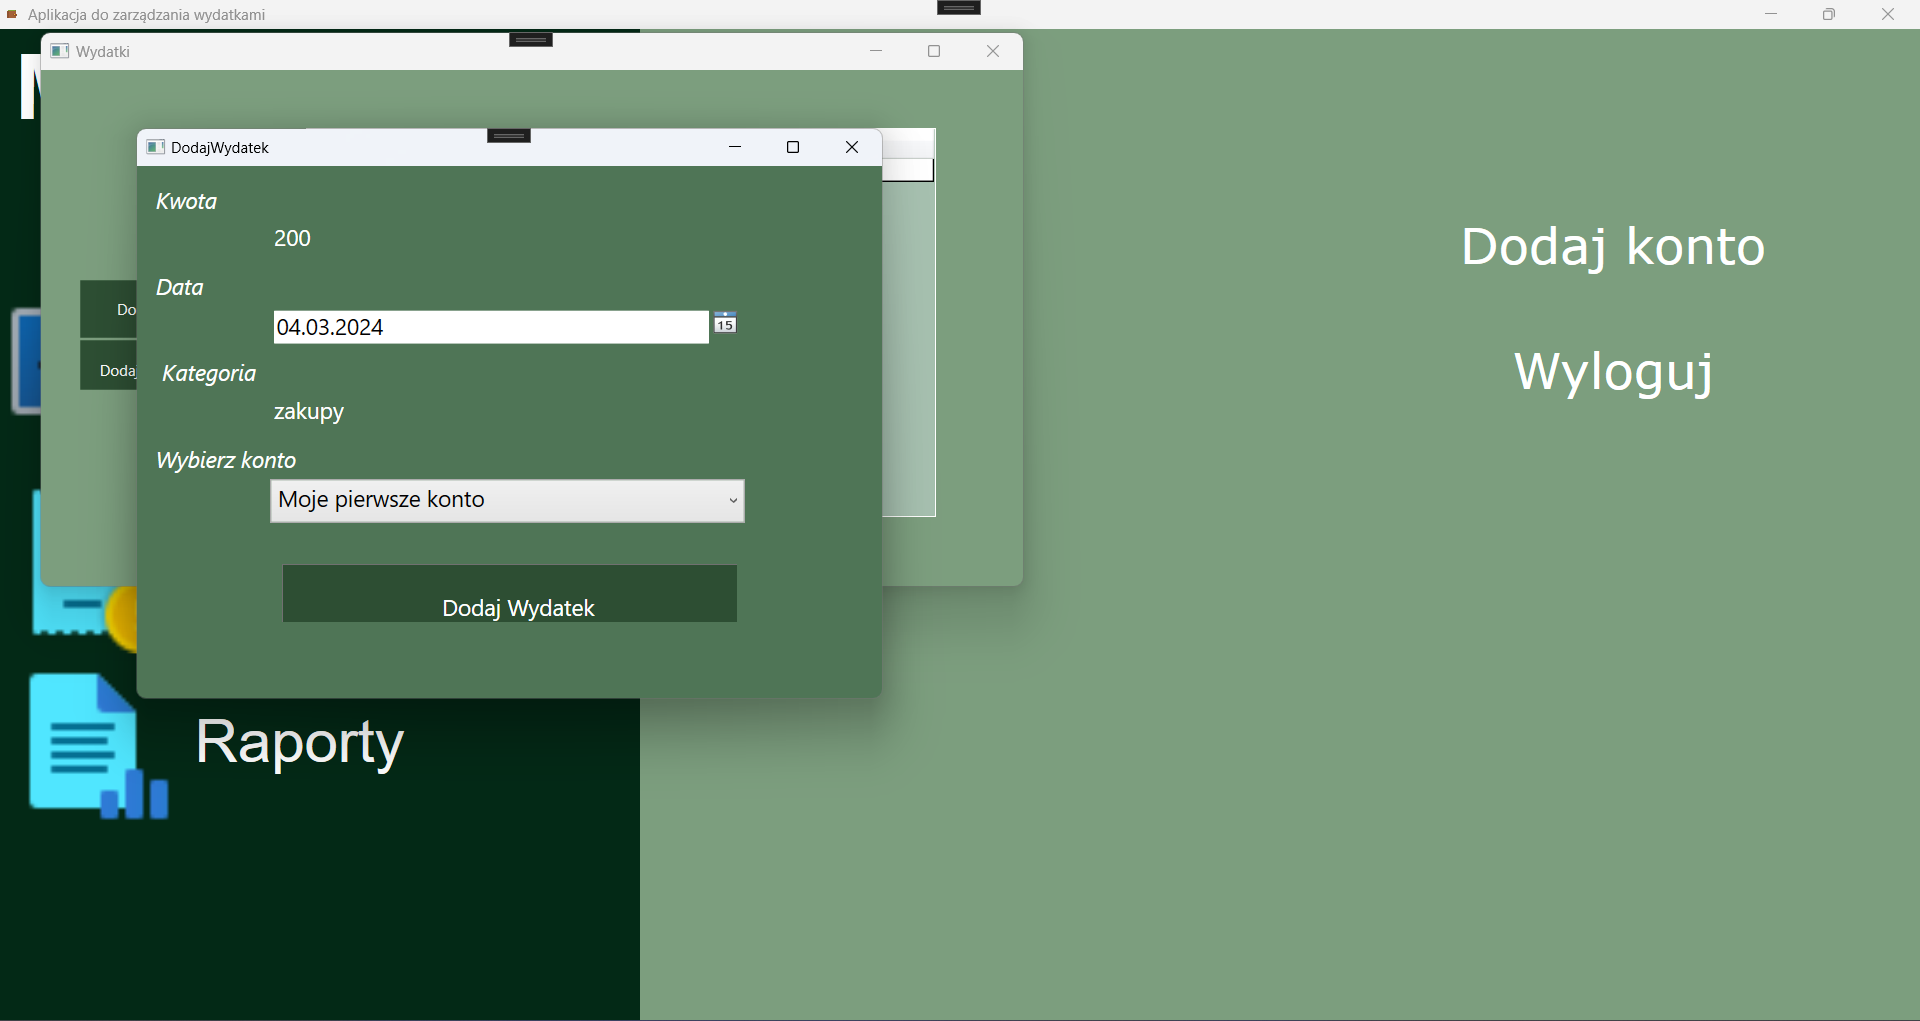 Aplikacja do zarządzania wydatkami
Wydatki
DodajWydatek
Kwota
200
Data
04.03.2024
15
Kategoria
zakupy
Wybierz konto
Moje pierwsze konto
Dodaj Wydatek
Do
Dodaj
Raporty
Dodaj konto
Wyloguj